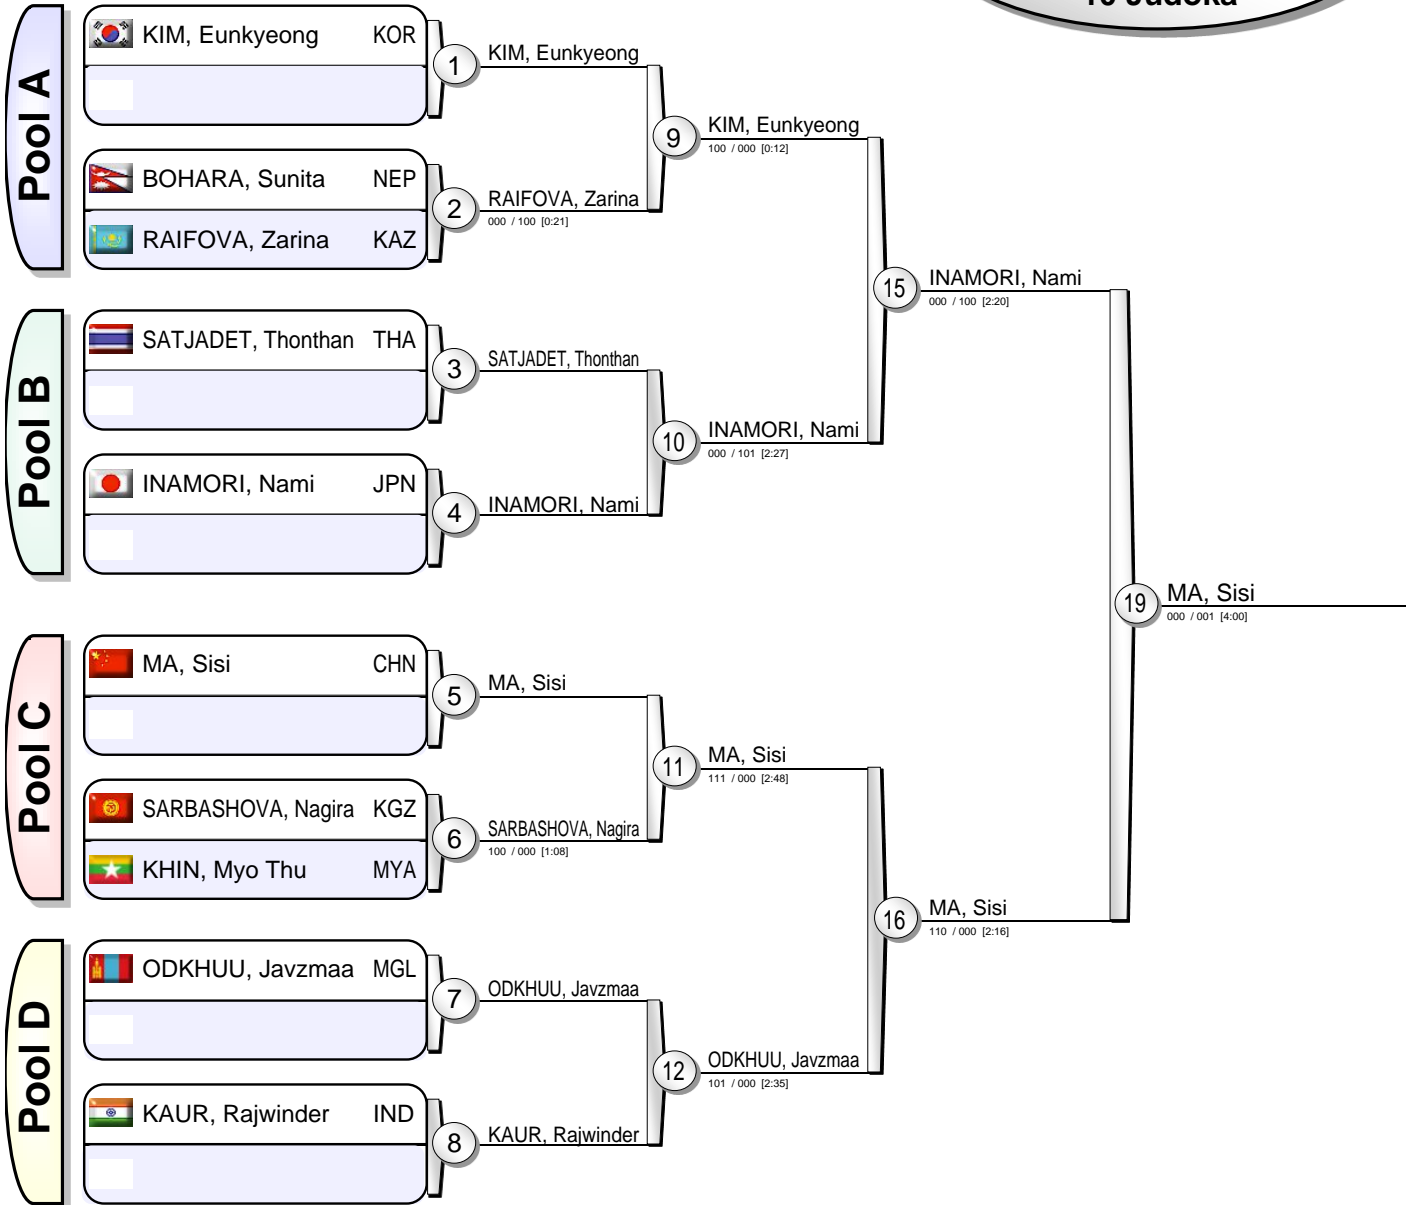 10 Judoka
Pool A
KIM, Eunkyeong KOR
BOHARA, Sunita NEP
RAIFOVA, Zarina KAZ
1
KIM, Eunkyeong
2
RAIFOVA, Zarina
000 / 100 [0:21]
9
KIM, Eunkyeong
100 / 000 [0:12]
Pool B
SATJADET, Thonthan THA
INAMORI, Nami JPN
3
SATJADET, Thonthan
4
INAMORI, Nami
10
INAMORI, Nami
000 / 101 [2:27]
15
INAMORI, Nami
000 / 100 [2:20]
Pool C
MA, Sisi CHN
SARBASHOVA, Nagira KGZ
KHIN, Myo Thu MYA
5
MA, Sisi
6
SARBASHOVA, Nagira
100 / 000 [1:08]
11
MA, Sisi
111 / 000 [2:48]
Pool D
ODKHUU, Javzmaa MGL
KAUR, Rajwinder IND
7
ODKHUU, Javzmaa
8
KAUR, Rajwinder
12
ODKHUU, Javzmaa
101 / 000 [2:35]
16
MA, Sisi
110 / 000 [2:16]
19
MA, Sisi
000 / 001 [4:00]